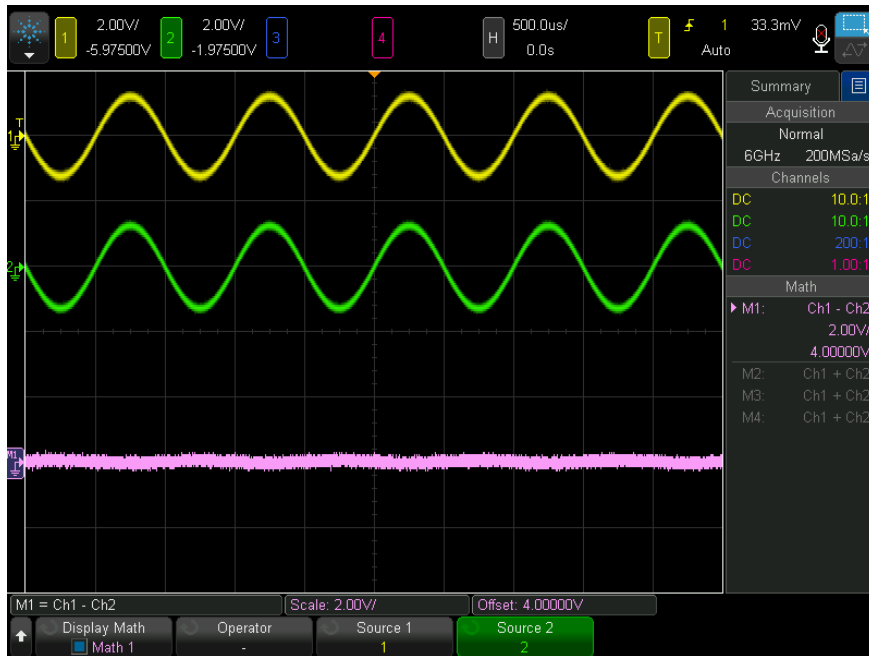 1 2.00V/ 2 2.00V/ 3 4 H 500.0us/ T 1 33.3mV
-5.97500V -1.97500V 0.0s Auto
Summary
Acquisition
Normal
6GHz 200MSa/s
Channels
DC 10.0:1
DC 10.0:1
DC 200:1
DC 1.00:1
Math
M1: Ch1 - Ch2
2.00V/
4.00000V
M2: Ch1 + Ch2
M3: Ch1 + Ch2
M4: Ch1 + Ch2
T
1
2
M1
M1 = Ch1 - Ch2 Scale: 2.00V/ Offset: 4.00000V
Display Math Operator Source 1 Source 2
Math 1 - 1 2